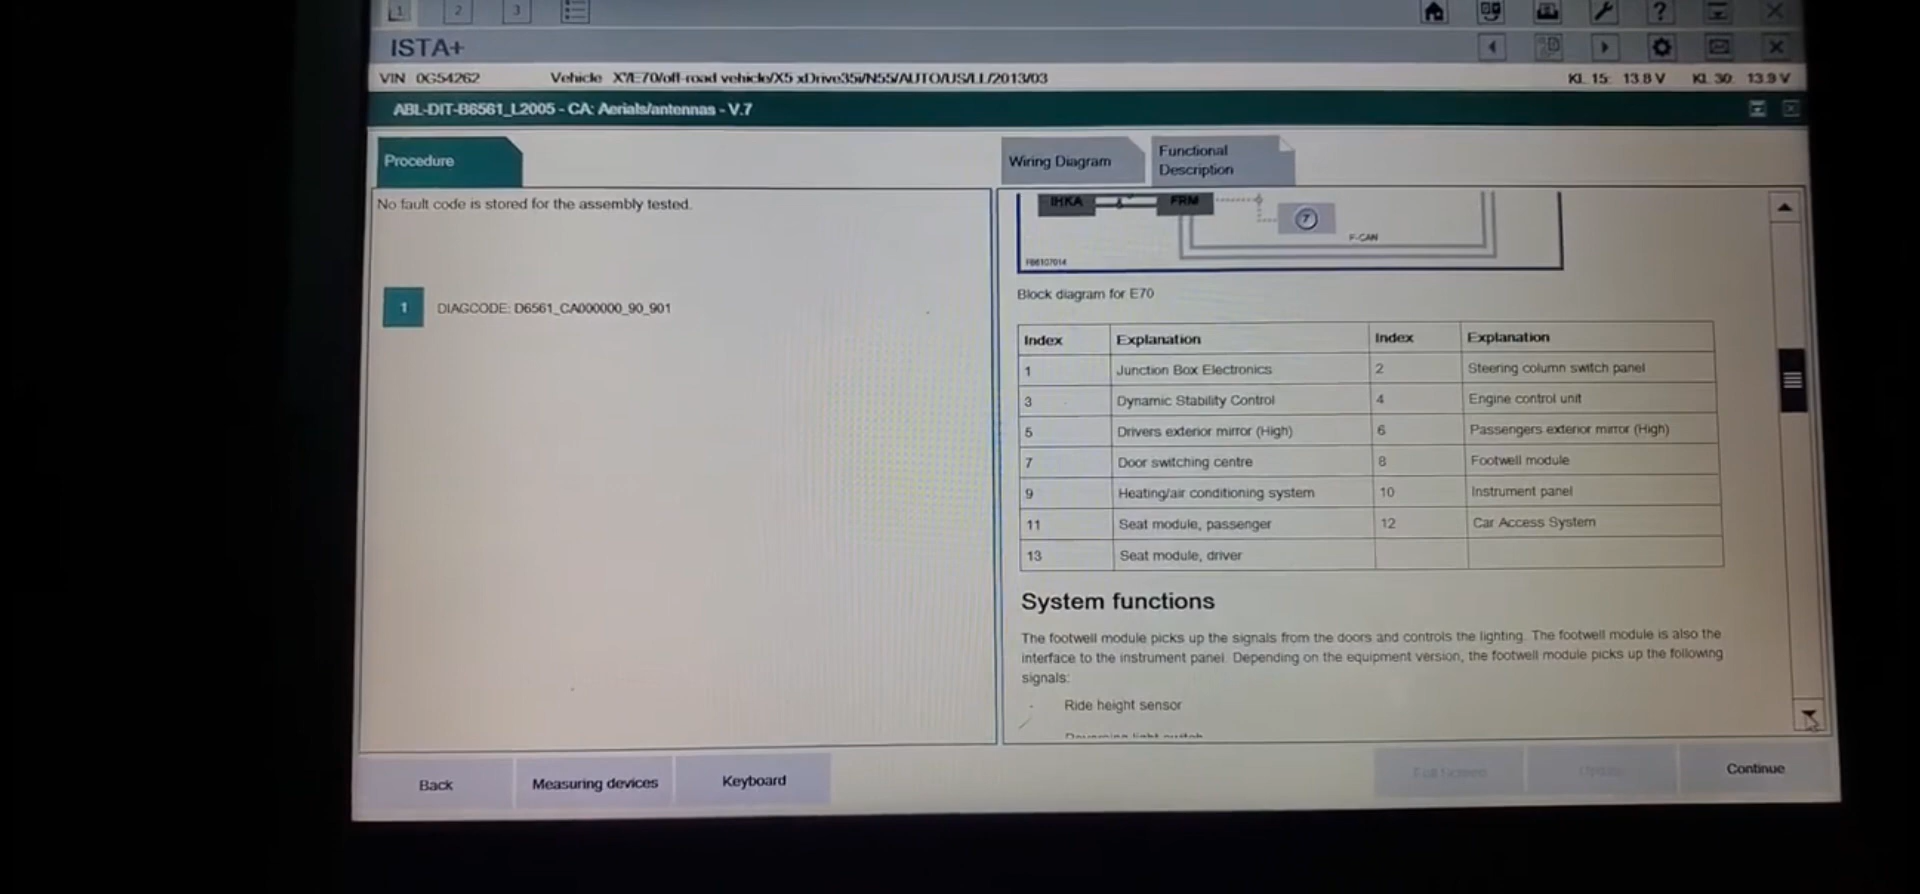 1
2
3
?
ISTA+
VIN 0G54262
Vehicle X'/E70/off-road vehicle/X5 xDrive35i/N55/AUTO/US/LL/2013/03
KL 15: 13.8 V KL 30: 13.9 V
ABL-DIT-B6561_L2005 - CA: Aerials/antennas - V.7
Procedure
No fault code is stored for the assembly tested.
1 DIAGCODE: D6561_CA000000_90_901
Wiring Diagram
Functional
Description
IHKA
FRM
7
F-CAN
Block diagram for E70
Index Explanation Index Explanation
1 Junction Box Electronics 2 Steering column switch panel
3 Dynamic Stability Control 4 Engine control unit
5 Drivers exterior mirror (High) 6 Passengers exterior mirror (High)
7 Door switching centre 8 Footwell module
9 Heating/air conditioning system 10 Instrument panel
11 Seat module, passenger 12 Car Access System
13 Seat module, driver
System functions
The footwell module picks up the signals from the doors and controls the lighting. The footwell module is also the
interface to the instrument panel. Depending on the equipment version, the footwell module picks up the following
signals:
Ride height sensor
Back
Measuring devices
Keyboard
Full Screen
Continue